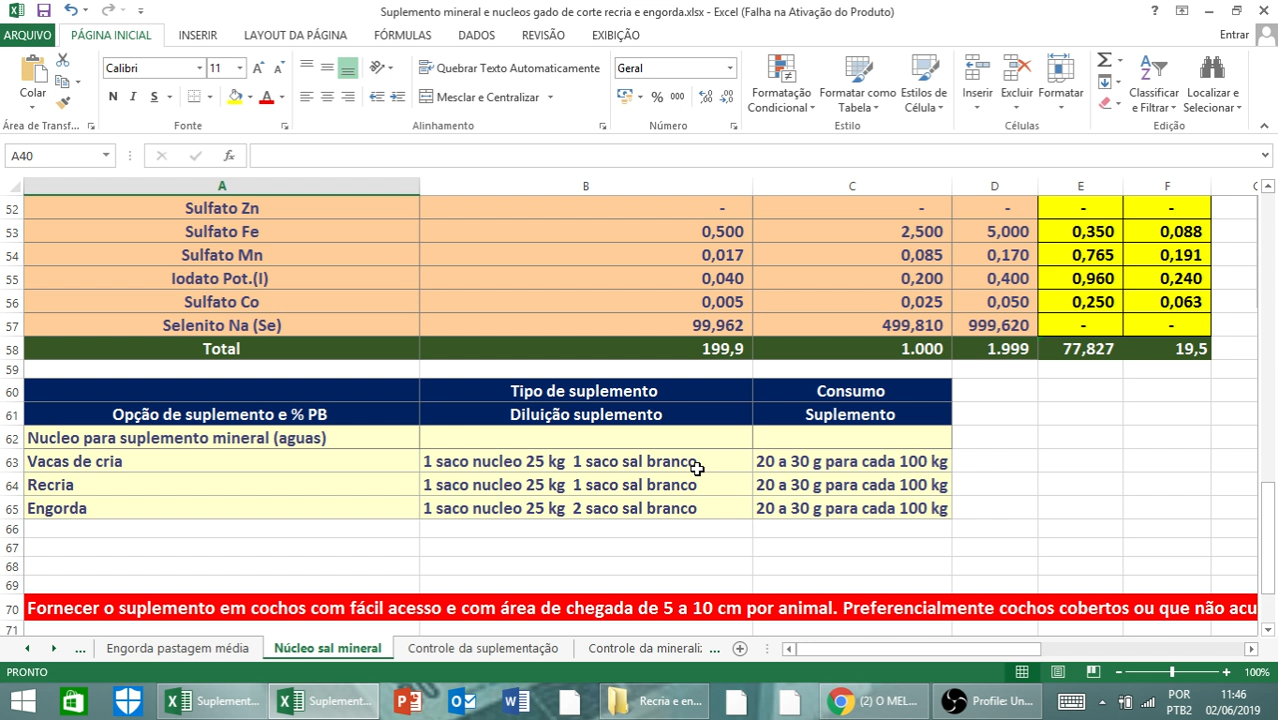 Suplemento mineral e nucleos gado de corte recria e engorda.xlsx - Excel (Falha na Ativação do Produto)
ARQUIVO PÁGINA INICIAL INSERIR LAYOUT DA PÁGINA FÓRMULAS DADOS REVISÃO EXIBIÇÃO Entrar
Colar Calibri 11 Quebrar Texto Automaticamente Geral
N I S Mesclar e Centralizar % 000
Formatação Condicional Formatar como Tabela Estilos de Célula Inserir Excluir Formatar Classificar e Filtrar Localizar e Selecionar
Área de Transf... Fonte Alinhamento Número Estilo Células Edição
A40 fx
A B C D E F
52 Sulfato Zn - - - - -
53 Sulfato Fe 0,500 2,500 5,000 0,350 0,088
54 Sulfato Mn 0,017 0,085 0,170 0,765 0,191
55 Iodato Pot.(I) 0,040 0,200 0,400 0,960 0,240
56 Sulfato Co 0,005 0,025 0,050 0,250 0,063
57 Selenito Na (Se) 99,962 499,810 999,620 - -
58 Total 199,9 1.000 1.999 77,827 19,5
59
60 Tipo de suplemento Consumo
61 Opção de suplemento e % PB Diluição suplemento Suplemento
62 Nucleo para suplemento mineral (aguas)
63 Vacas de cria 1 saco nucleo 25 kg 1 saco sal branco 20 a 30 g para cada 100 kg
64 Recria 1 saco nucleo 25 kg 1 saco sal branco 20 a 30 g para cada 100 kg
65 Engorda 1 saco nucleo 25 kg 2 saco sal branco 20 a 30 g para cada 100 kg
66
67
68
69
70 Fornecer o suplemento em cochos com fácil acesso e com área de chegada de 5 a 10 cm por animal. Preferencialmente cochos cobertos ou que não acu
71
... Engorda pastagem média Núcleo sal mineral Controle da suplementação Controle da mineraliz ...
PRONTO 100%
Suplement... Suplement... Recria e en... (2) O MEL... Profile: Un... POR PTB2 11:46 02/06/2019